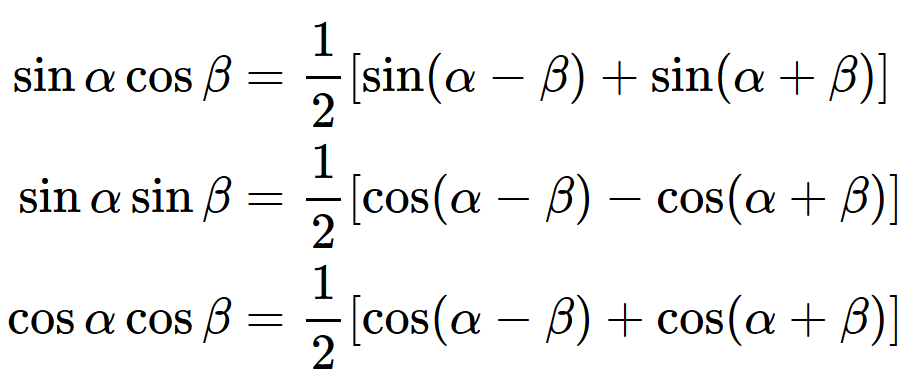 sin α cos β = 1/2 [sin(α − β) + sin(α + β)]
sin α sin β = 1/2 [cos(α − β) − cos(α + β)]
cos α cos β = 1/2 [cos(α − β) + cos(α + β)]